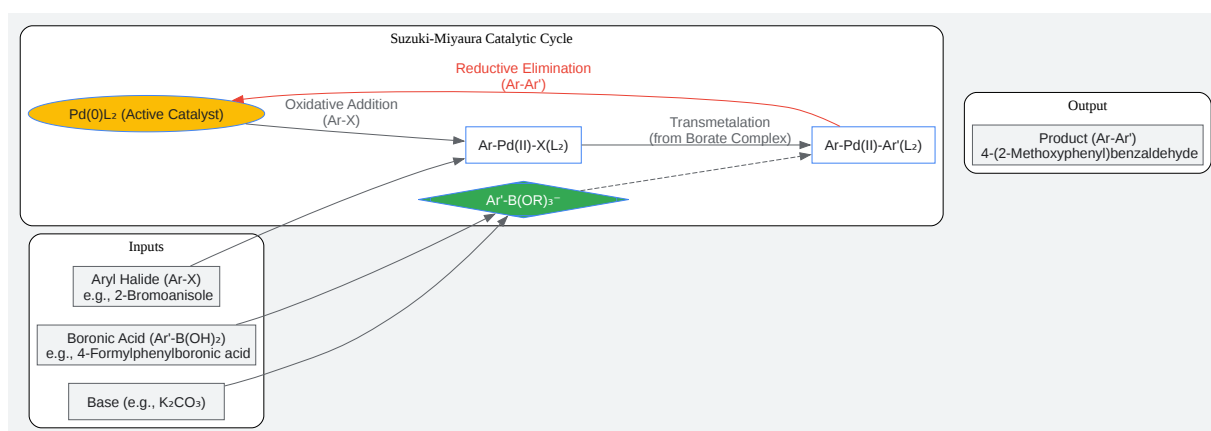 Suzuki-Miyaura Catalytic Cycle
Reductive Elimination
(Ar-Ar')
Pd(0)L₂ (Active Catalyst)
Oxidative Addition
(Ar-X)
Ar-Pd(II)-X(L₂)
Transmetalation
(from Borate Complex)
Ar-Pd(II)-Ar'(L₂)
Ar'-B(OR)₃⁻
Output
Product (Ar-Ar')
4-(2-Methoxyphenyl)benzaldehyde
Inputs
Aryl Halide (Ar-X)
e.g., 2-Bromoanisole
Boronic Acid (Ar'-B(OH)₂)
e.g., 4-Formylphenylboronic acid
Base (e.g., K₂CO₃)